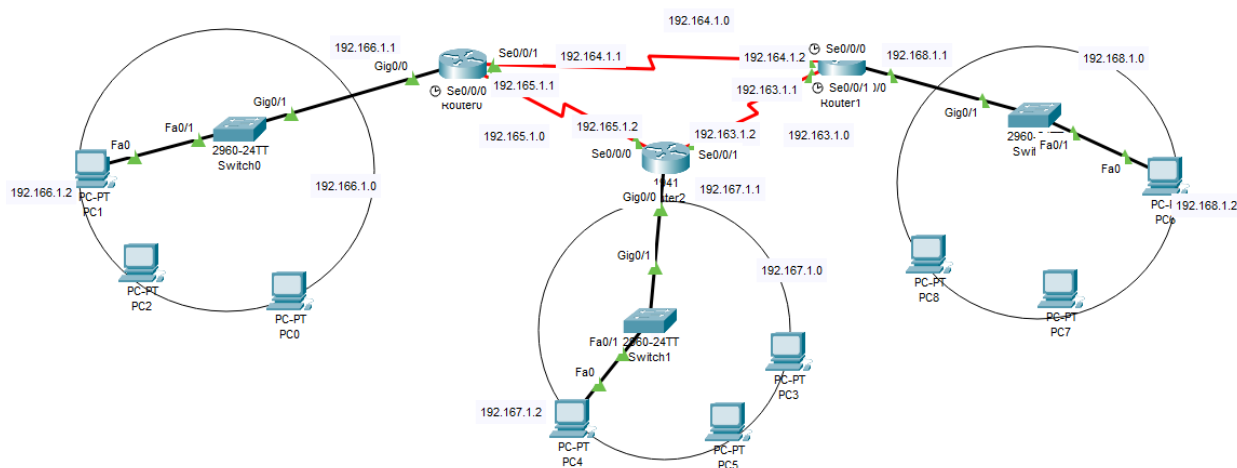 192.164.1.0
192.166.1.1
Se0/0/1
192.164.1.1
192.164.1.2
Se0/0/0
192.168.1.1
192.168.1.0
Gig0/0
192.165.1.1
192.163.1.1
Se0/0/0
Se0/0/1
0/0
Router0
Router1
Gig0/1
Gig0/1
Fa0/1
192.165.1.0
192.165.1.2
192.163.1.2
192.163.1.0
2960-24TT
Switch0
2960-
Fa0/1
Fa0
Se0/0/0
Se0/0/1
Fa0
192.166.1.2
PC-PT
PC1
192.166.1.0
1941
Gig0/0
192.167.1.1
192.168.1.2
Gig0/1
192.167.1.0
PC-PT
PC2
PC-PT
PC0
PC-PT
PC8
PC-PT
PC7
Fa0/1
2960-24TT
Switch1
Fa0
PC-PT
PC3
192.167.1.2
PC-PT
PC4
PC-PT
PC5